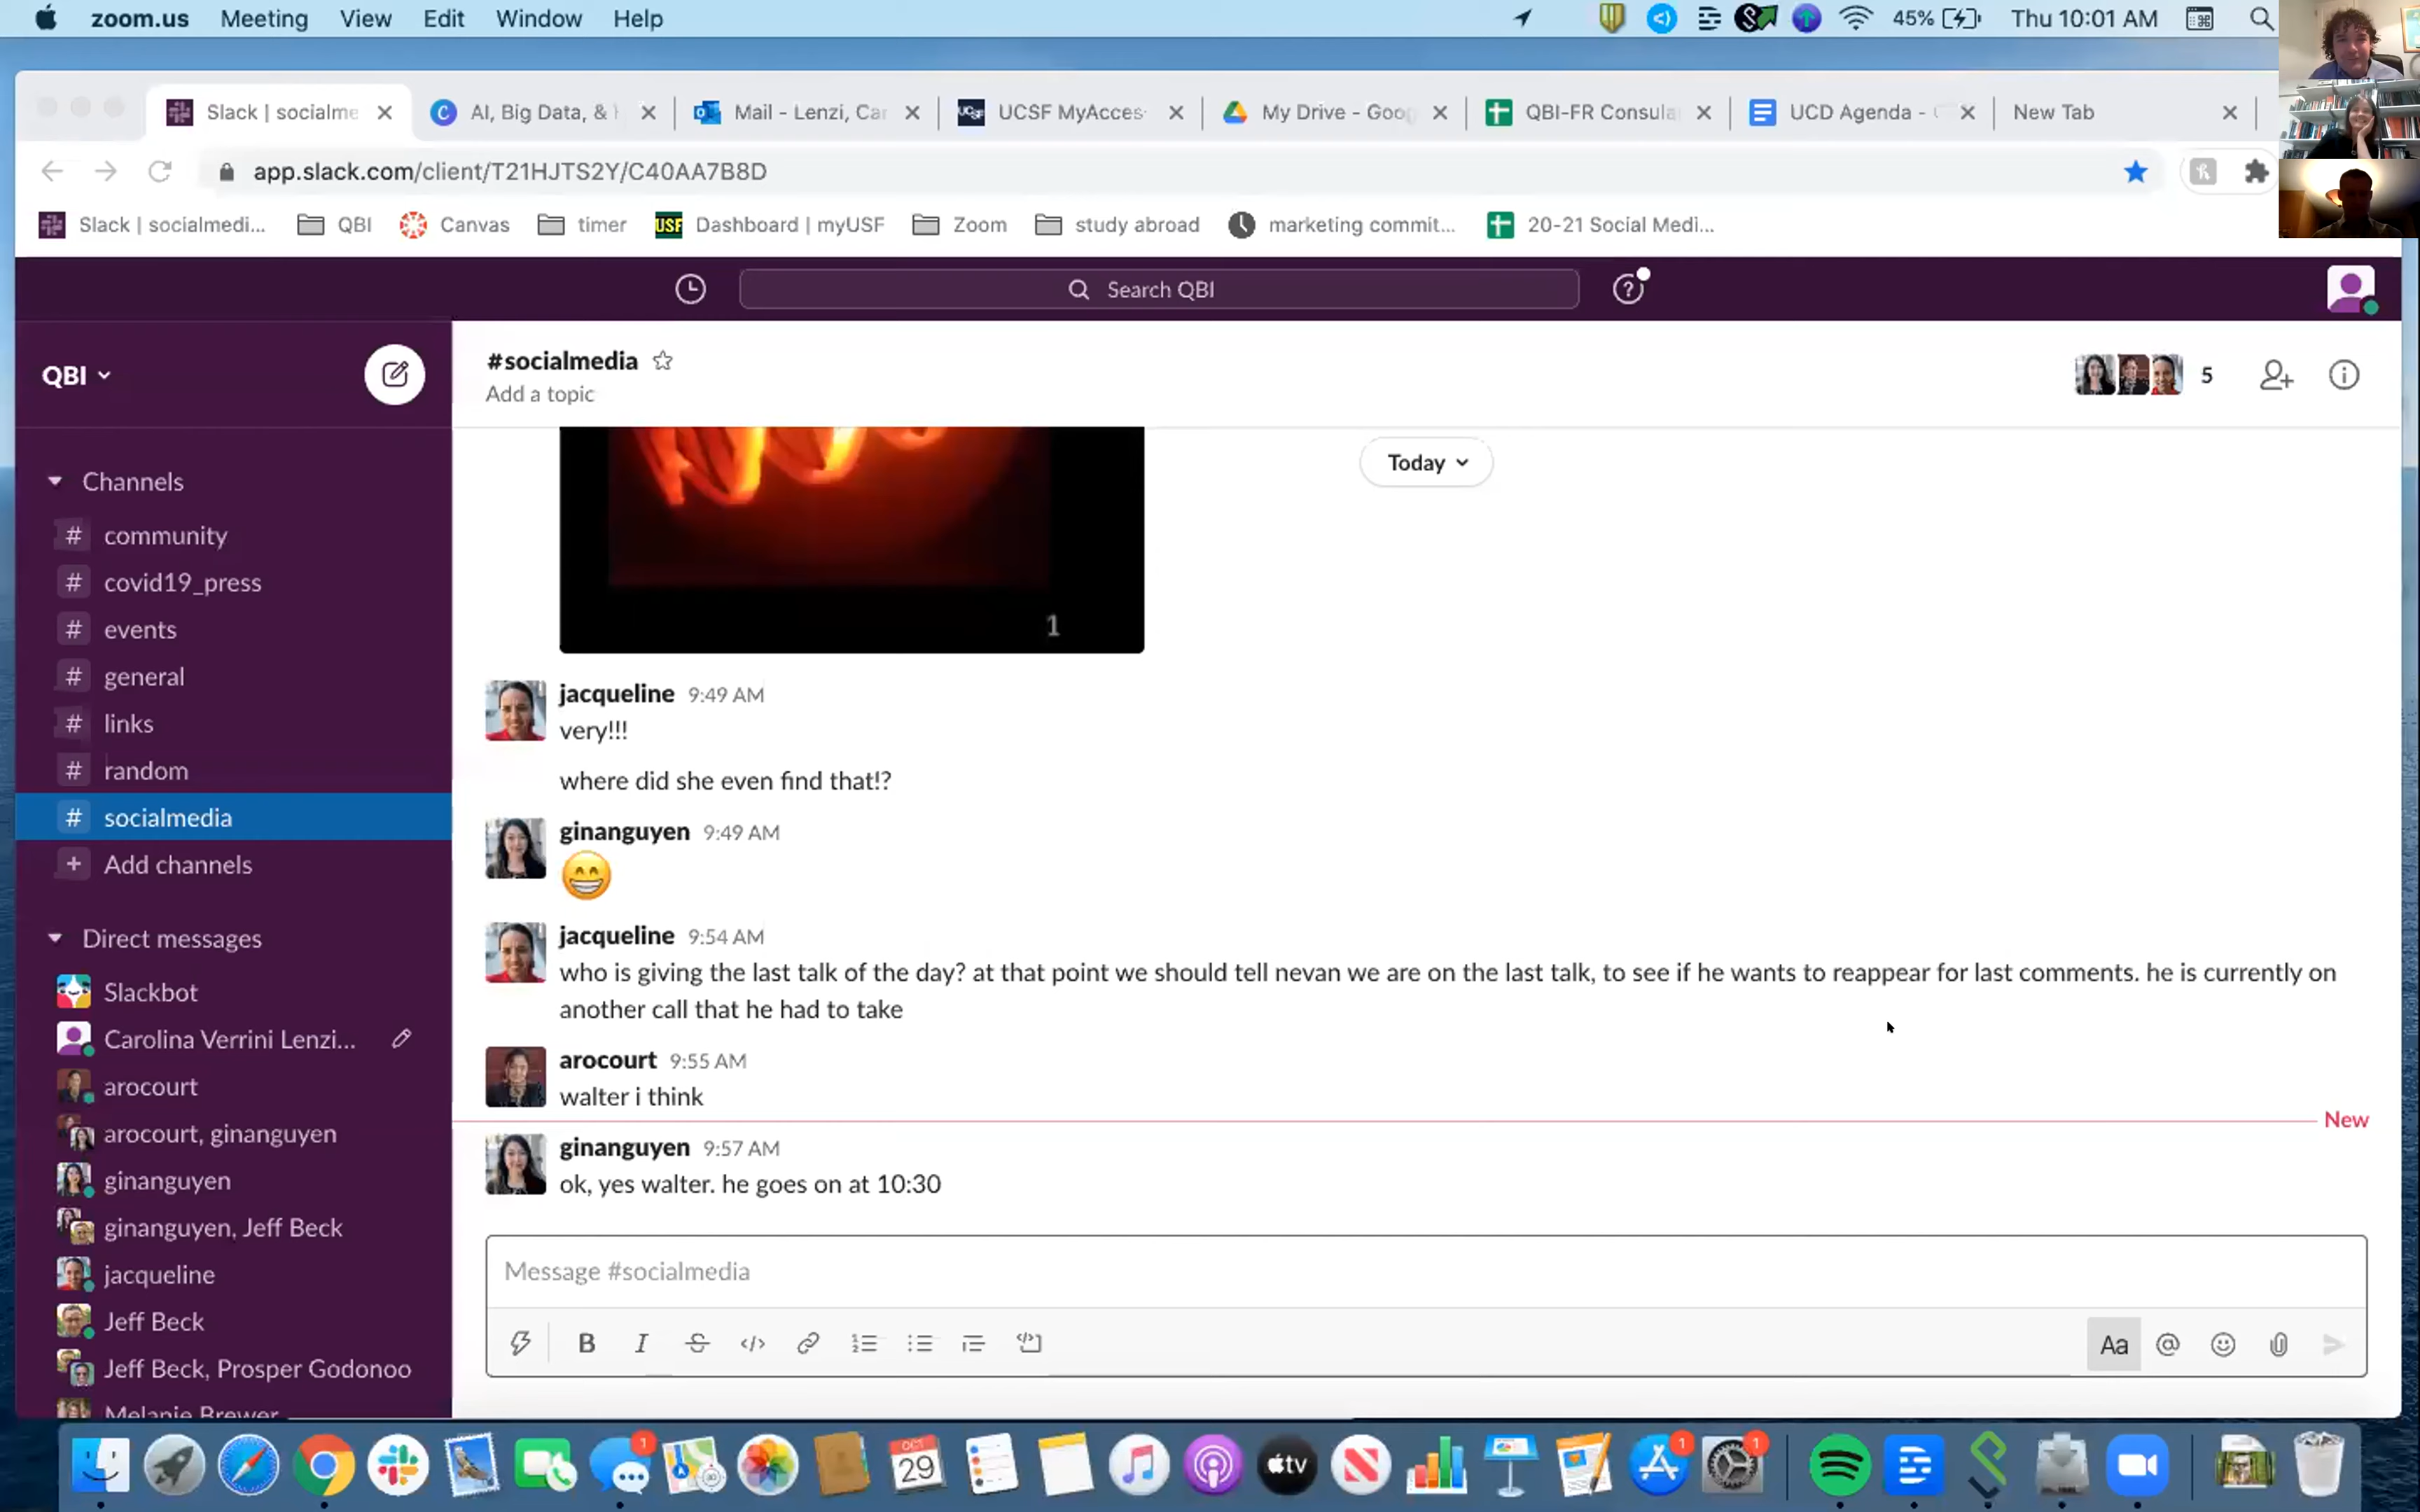 zoom.us Meeting View Edit Window Help 45% Thu 10:01 AM
Slack | socialme AI, Big Data, & Mail - Lenzi, Car UCSF MyAcces My Drive - Goog QBI-FR Consula UCD Agenda - New Tab
app.slack.com/client/T21HJTS2Y/C40AA7B8D
Slack | socialmedi... QBI Canvas timer USF Dashboard | myUSF Zoom study abroad marketing commit... 20-21 Social Medi...
Search QBI
QBI
Channels
# community
# covid19_press
# events
# general
# links
# random
# socialmedia
+ Add channels
Direct messages
Slackbot
Carolina Verrini Lenzi...
arocourt
arocourt, ginanguyen
ginanguyen
ginanguyen, Jeff Beck
jacqueline
Jeff Beck
Jeff Beck, Prosper Godonoo
Melanie Brewer
#socialmedia
Add a topic
5
Today
1
jacqueline 9:49 AM
very!!!
where did she even find that!?
ginanguyen 9:49 AM
jacqueline 9:54 AM
who is giving the last talk of the day? at that point we should tell nevan we are on the last talk, to see if he wants to reappear for last comments. he is currently on
another call that he had to take
arocourt 9:55 AM
walter i think
New
ginanguyen 9:57 AM
ok, yes walter. he goes on at 10:30
Message #socialmedia
B I Aa @
1 OCT 29 tv 1 1